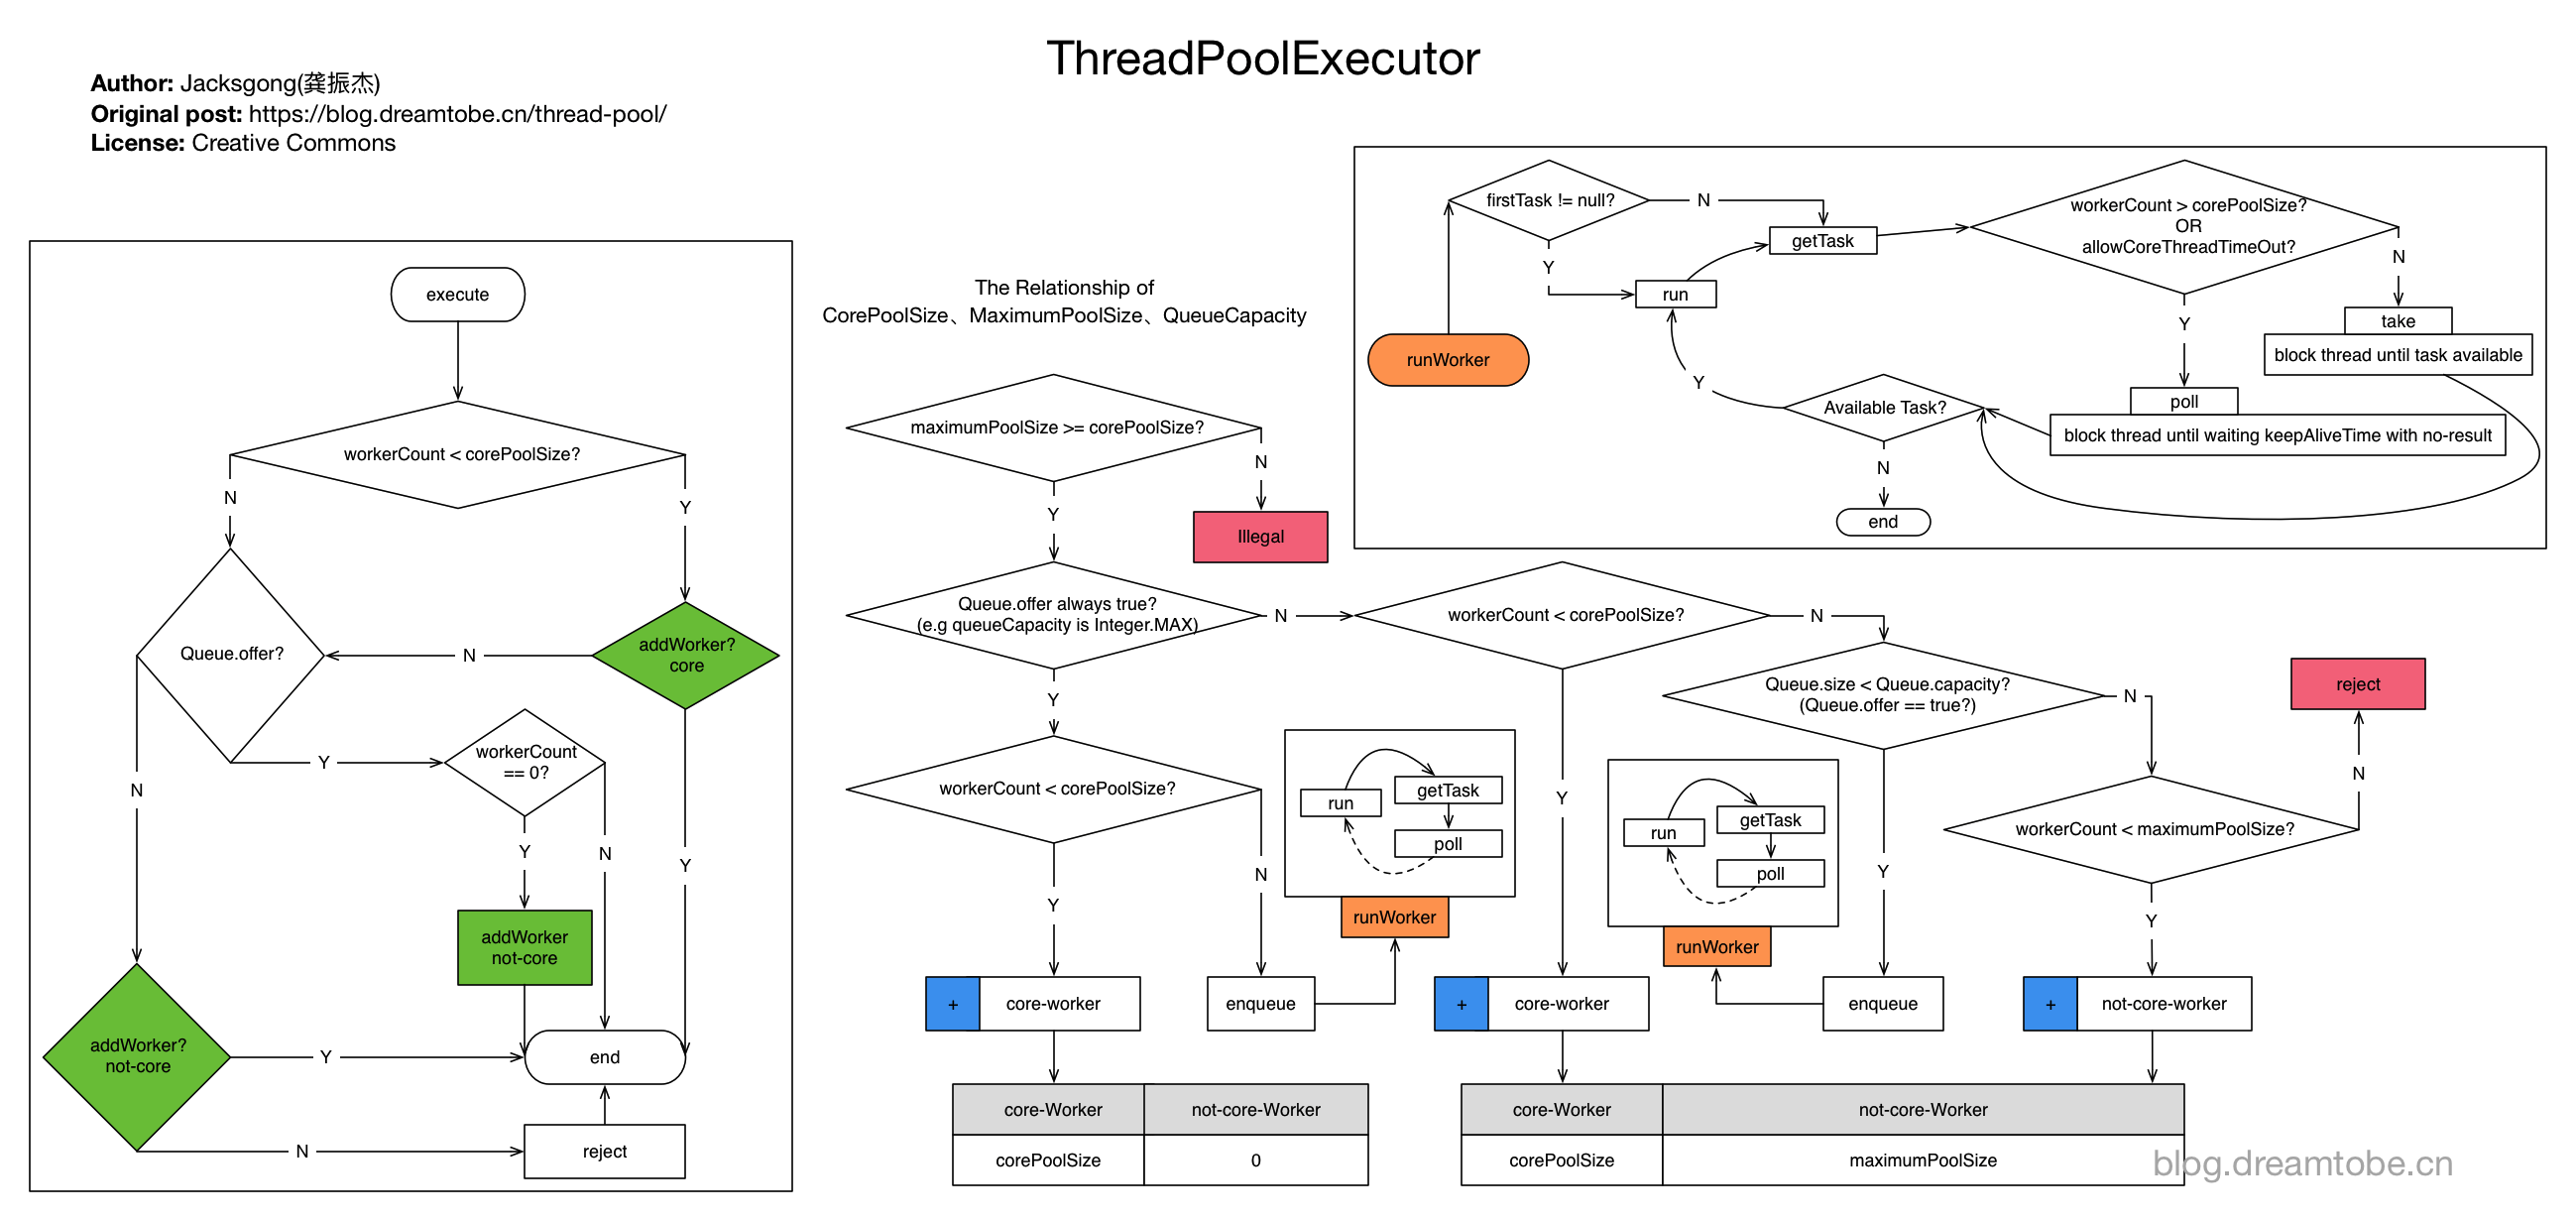 ThreadPoolExecutor
Author: Jacksgong(龚振杰)
Original post: https://blog.dreamtobe.cn/thread-pool/
License: Creative Commons
execute
workerCount < corePoolSize?
N
Y
Queue.offer?
N
addWorker?
core
Y
workerCount
== 0?
N
Y
N
Y
addWorker
not-core
addWorker?
not-core
Y
end
N
reject
The Relationship of
CorePoolSize、MaximumPoolSize、QueueCapacity
maximumPoolSize >= corePoolSize?
N
Y
Illegal
Queue.offer always true?
(e.g queueCapacity is Integer.MAX)
N
Y
workerCount < corePoolSize?
N
Y
run
getTask
poll
runWorker
+
core-worker
enqueue
core-Worker
not-core-Worker
corePoolSize
0
workerCount < corePoolSize?
N
Y
Queue.size < Queue.capacity?
(Queue.offer == true?)
N
Y
run
getTask
poll
runWorker
workerCount < maximumPoolSize?
N
reject
Y
+
core-worker
enqueue
+
not-core-worker
core-Worker
not-core-Worker
corePoolSize
maximumPoolSize
firstTask != null?
N
Y
getTask
run
runWorker
workerCount > corePoolSize?
OR
allowCoreThreadTimeOut?
N
Y
take
block thread until task available
poll
block thread until waiting keepAliveTime with no-result
Available Task?
Y
N
end
blog.dreamtobe.cn